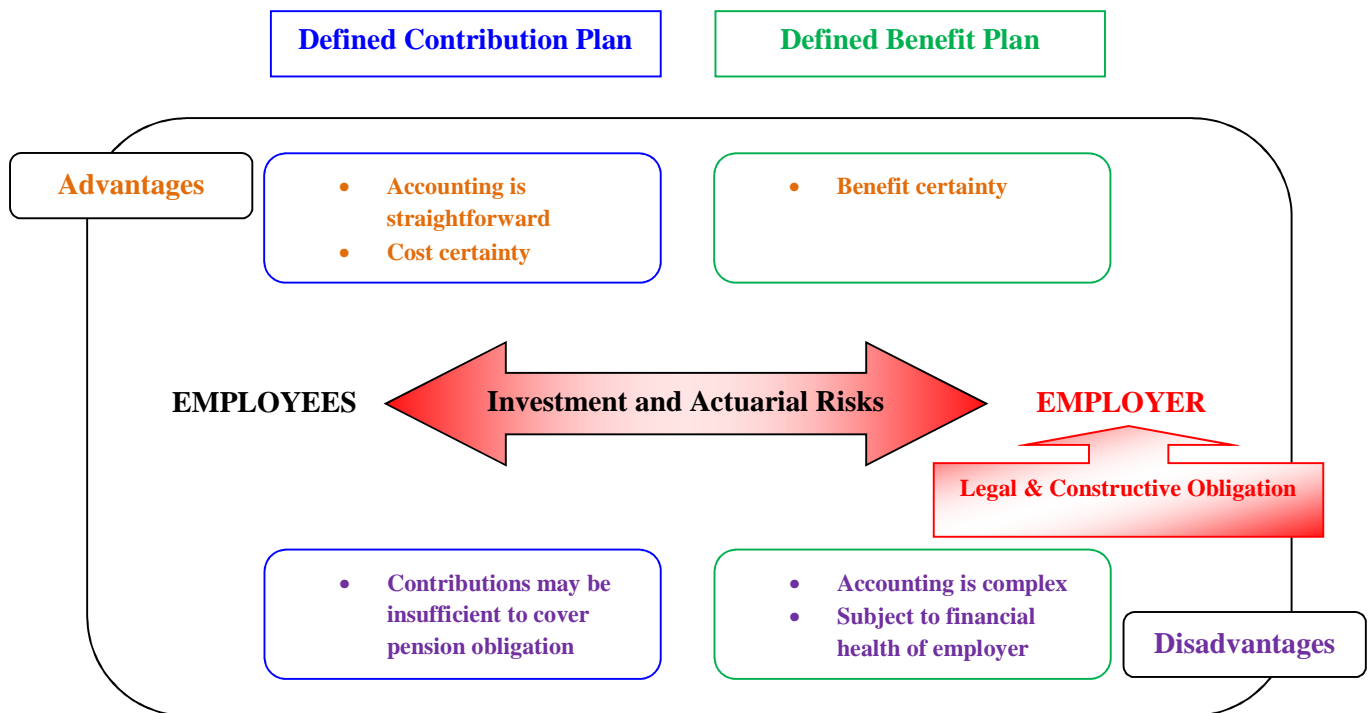 Defined Contribution Plan
Defined Benefit Plan
Advantages
• Accounting is
straightforward
• Cost certainty
• Benefit certainty
EMPLOYEES
Investment and Actuarial Risks
EMPLOYER
Legal & Constructive Obligation
• Contributions may be
insufficient to cover
pension obligation
• Accounting is complex
• Subject to financial
health of employer
Disadvantages